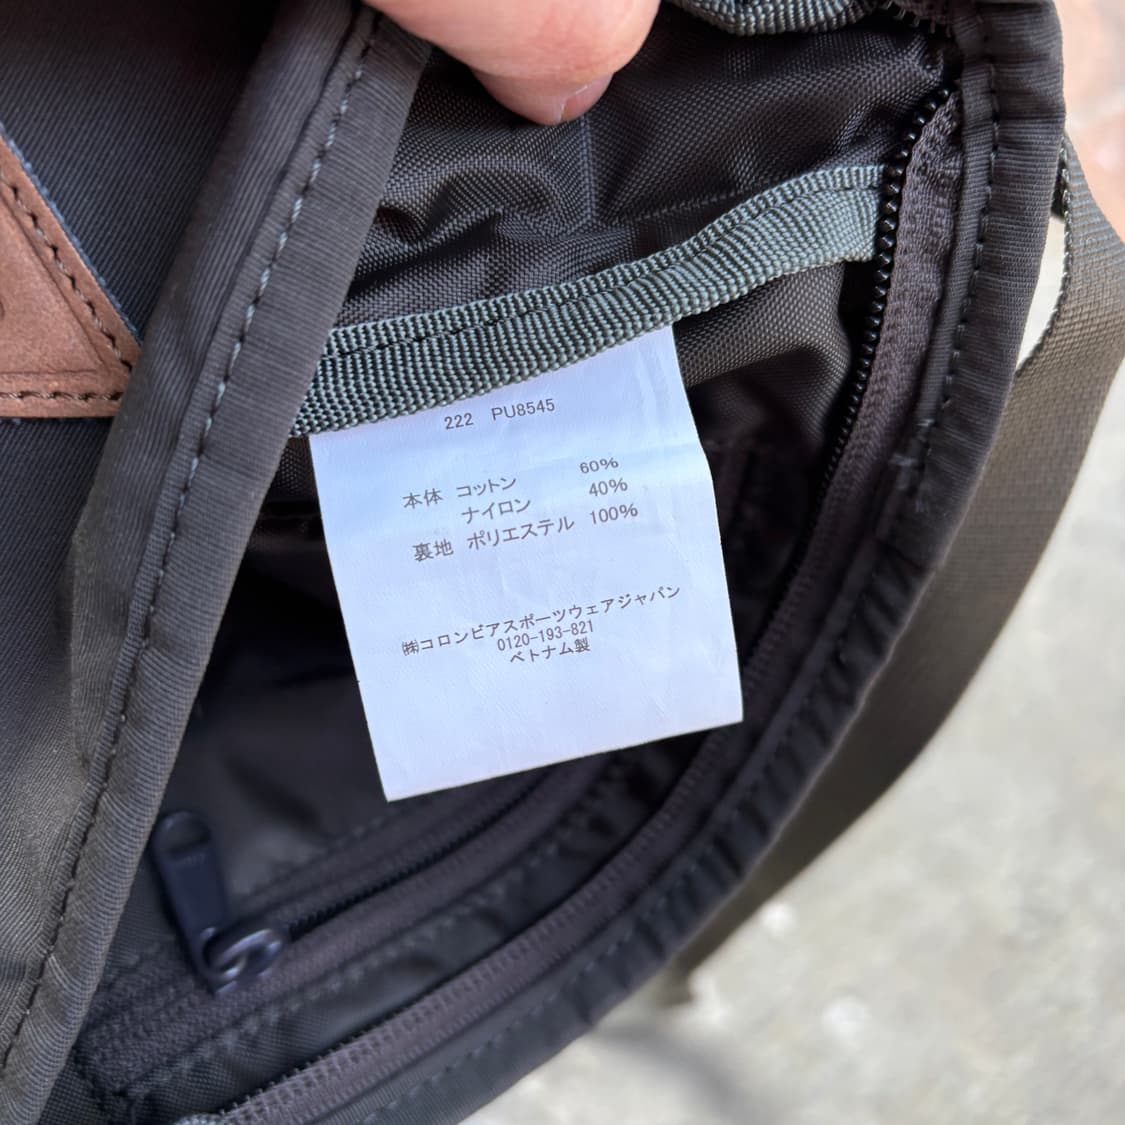 222 PU8545
本体 コットン 60%
ナイロン 40%
裏地 ポリエステル 100%
㈱コロンビアスポーツウェアジャパン
0120-193-821
ベトナム製